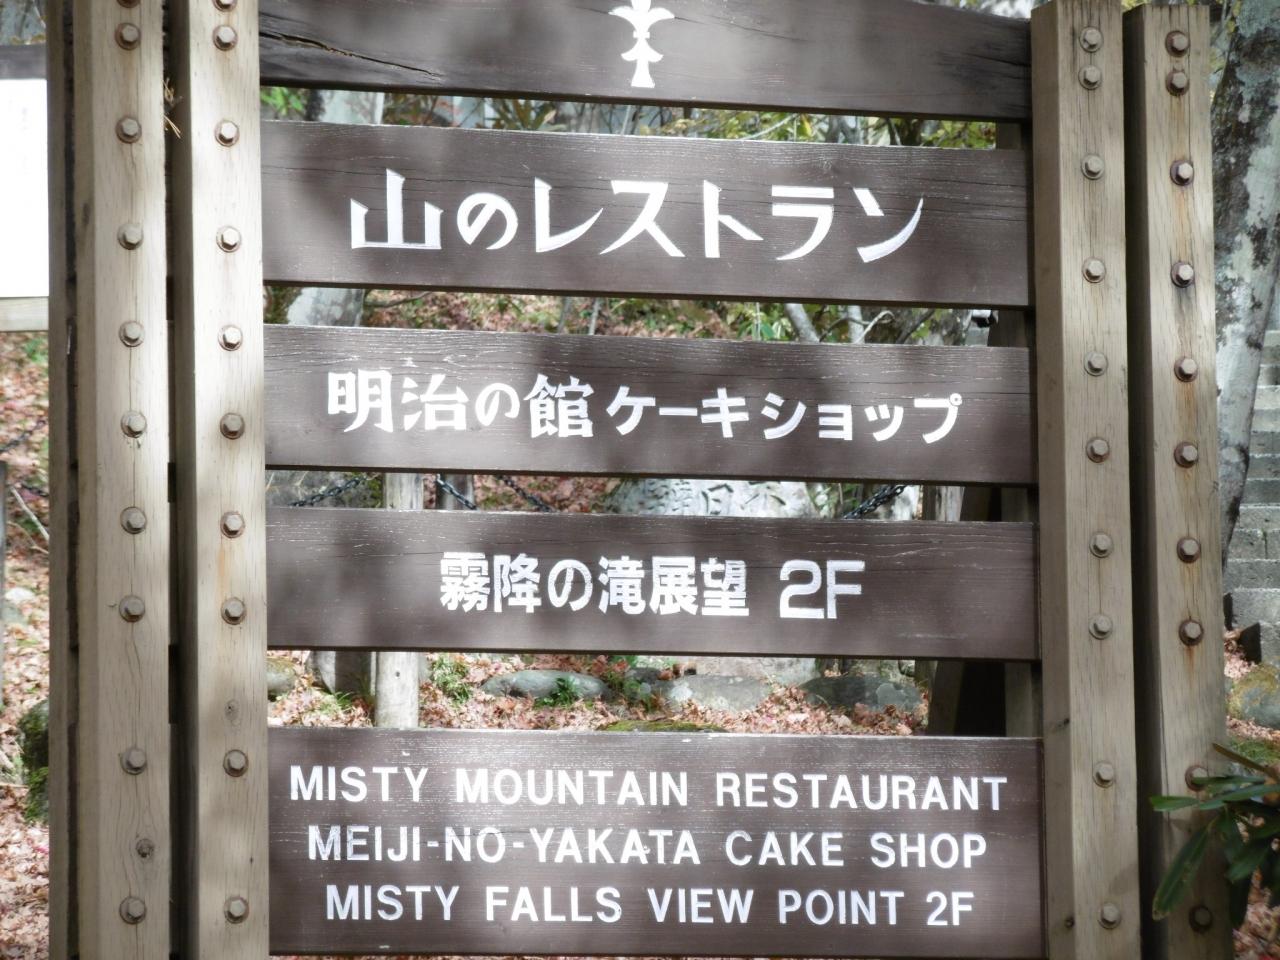 山のレストラン
明治の館 ケーキショップ
霧降の滝展望 2F
MISTY MOUNTAIN RESTAURANT
MEIJI-NO-YAKATA CAKE SHOP
MISTY FALLS VIEW POINT 2F